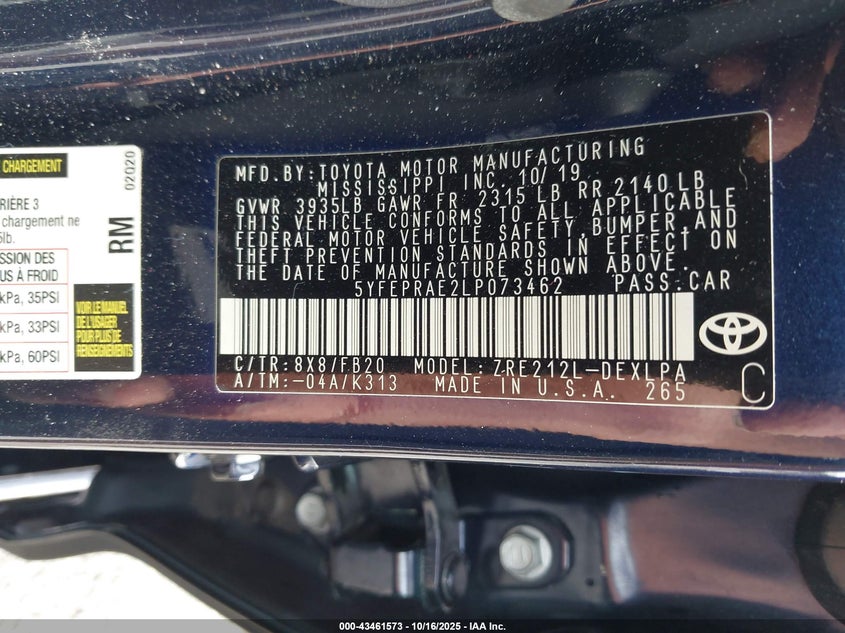 CHARGEMENT
RIÈRE 3
chargement ne
lb.
SSION DES
US À FROID
kPa, 35PSI
kPa, 33PSI
kPa, 60PSI
VOIR LE MANUEL
DE L'USAGER
POUR PLUS DE
RENSEIGNEMENTS
02020
RM
MFD.BY:TOYOTA MOTOR MANUFACTURING
MISSISSIPPI INC. 10/19
GVWR 3935LB GAWR FR 2315 LB RR 2140 LB
THIS VEHICLE CONFORMS TO ALL APPLICABLE
FEDERAL MOTOR VEHICLE SAFETY,BUMPER,AND
THEFT PREVENTION STANDARDS IN EFFECT ON
THE DATE OF MANUFACTURE SHOWN ABOVE.
5YFEPRAE2LP073462 PASS.CAR
C/TR:8X8/FB20 MODEL:ZRE212L-DEXLPA
A/TM:-04A/K313 MADE IN U.S.A. 265
C
000-43461573 - 10/16/2025 - IAA Inc.